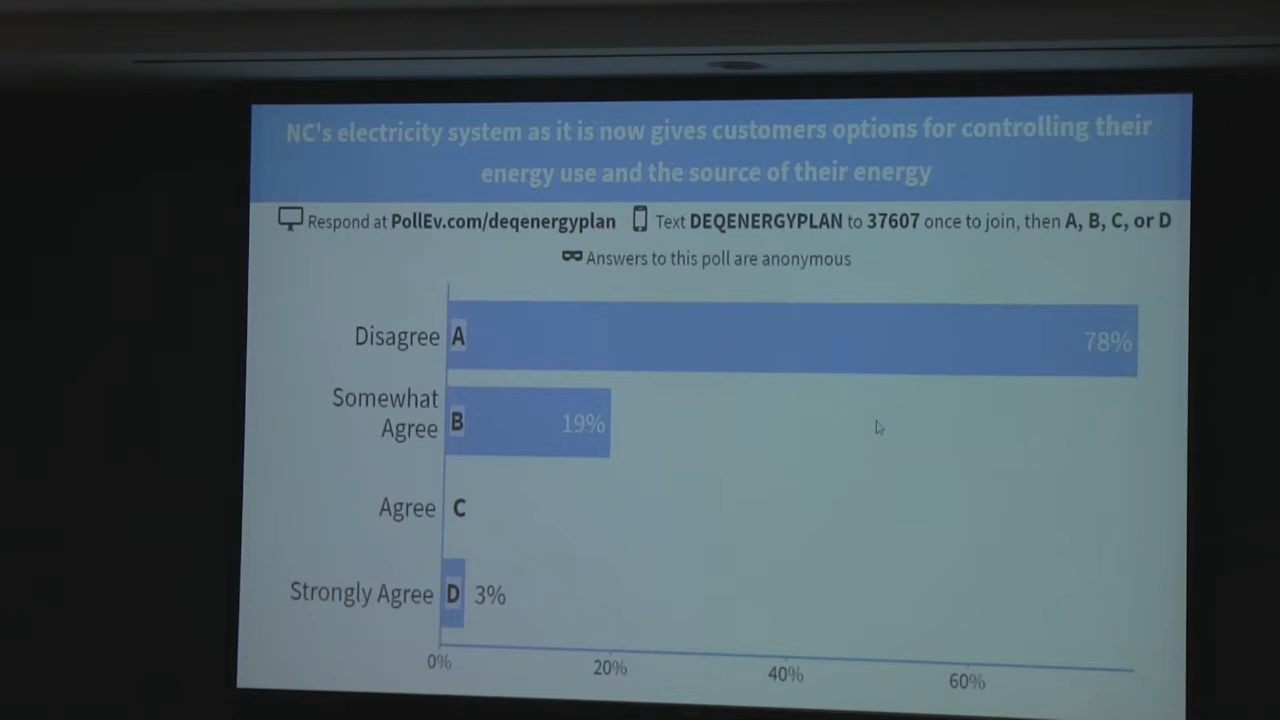 NC's electricity system as it is now gives customers options for controlling their
energy use and the source of their energy
Respond at PollEv.com/deqenergyplan Text DEQENERGYPLAN to 37607 once to join, then A, B, C, or D
Answers to this poll are anonymous
Disagree A 78%
Somewhat
Agree B 19%
Agree C
Strongly Agree D 3%
0% 20% 40% 60%